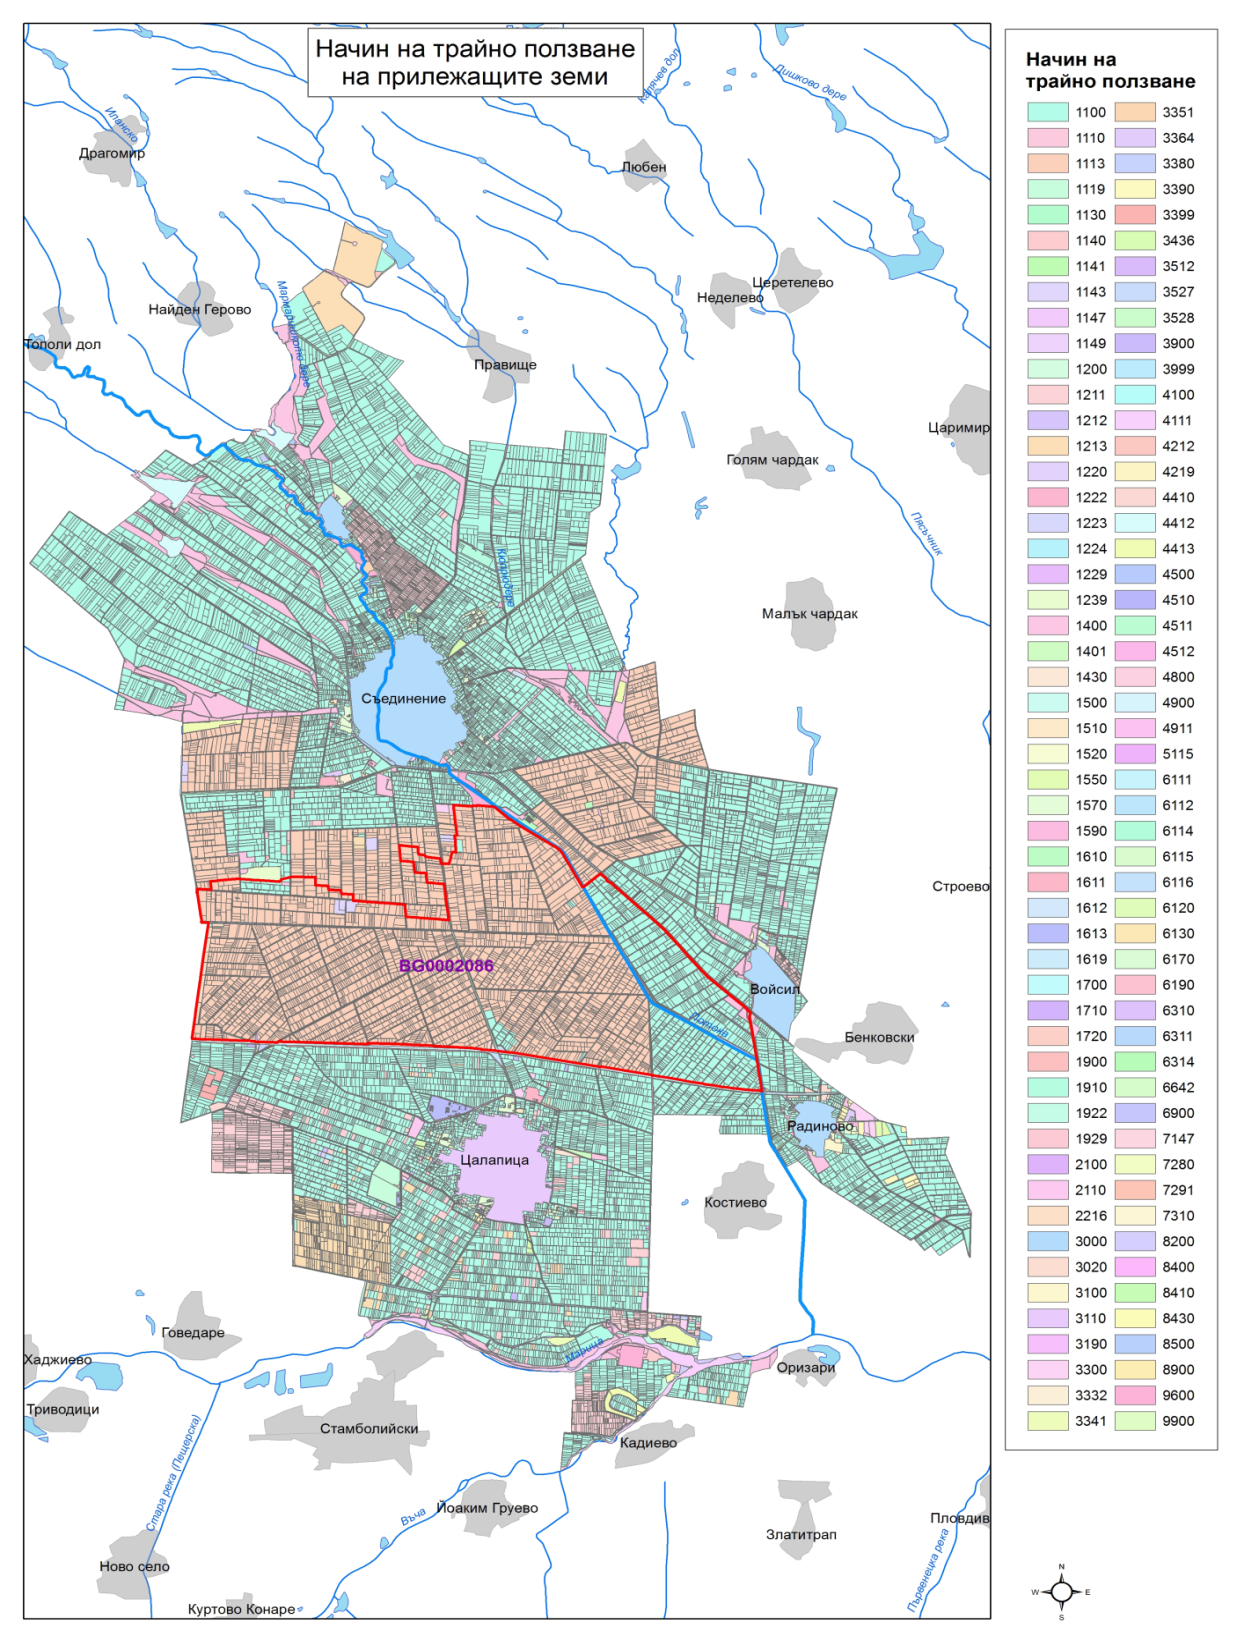 Начин на трайно ползване
на прилежащите земи
Калячев дол
Дишково дере
Иланско
Драгомир
Любен
Мармадишкото дере
Найден Герово
Церетелево
Неделево
Тополи дол
Правище
Царимир
Голям чардак
Пясъчник
Малък чардак
Съединение
Строево
BG0002086
Войсил
Бенковски
Радиново
Цалапица
Костиево
Говедаре
Хаджиево
Марица
Оризари
Триводици
Стамболийски
Кадиево
Стара река (Пещерска)
Въча
Йоаким Груево
Златитрап
Пловдив
Първенецка река
Ново село
Куртово Конаре
Начин на
трайно ползване
1100 3351
1110 3364
1113 3380
1119 3390
1130 3399
1140 3436
1141 3512
1143 3527
1147 3528
1149 3900
1200 3999
1211 4100
1212 4111
1213 4212
1220 4219
1222 4410
1223 4412
1224 4413
1229 4500
1239 4510
1400 4511
1401 4512
1430 4800
1500 4900
1510 4911
1520 5115
1550 6111
1570 6112
1590 6114
1610 6115
1611 6116
1612 6120
1613 6130
1619 6170
1700 6190
1710 6310
1720 6311
1900 6314
1910 6642
1922 6900
1929 7147
2100 7280
2110 7291
2216 7310
3000 8200
3020 8400
3100 8410
3110 8430
3190 8500
3300 8900
3332 9600
3341 9900
N
W E
S